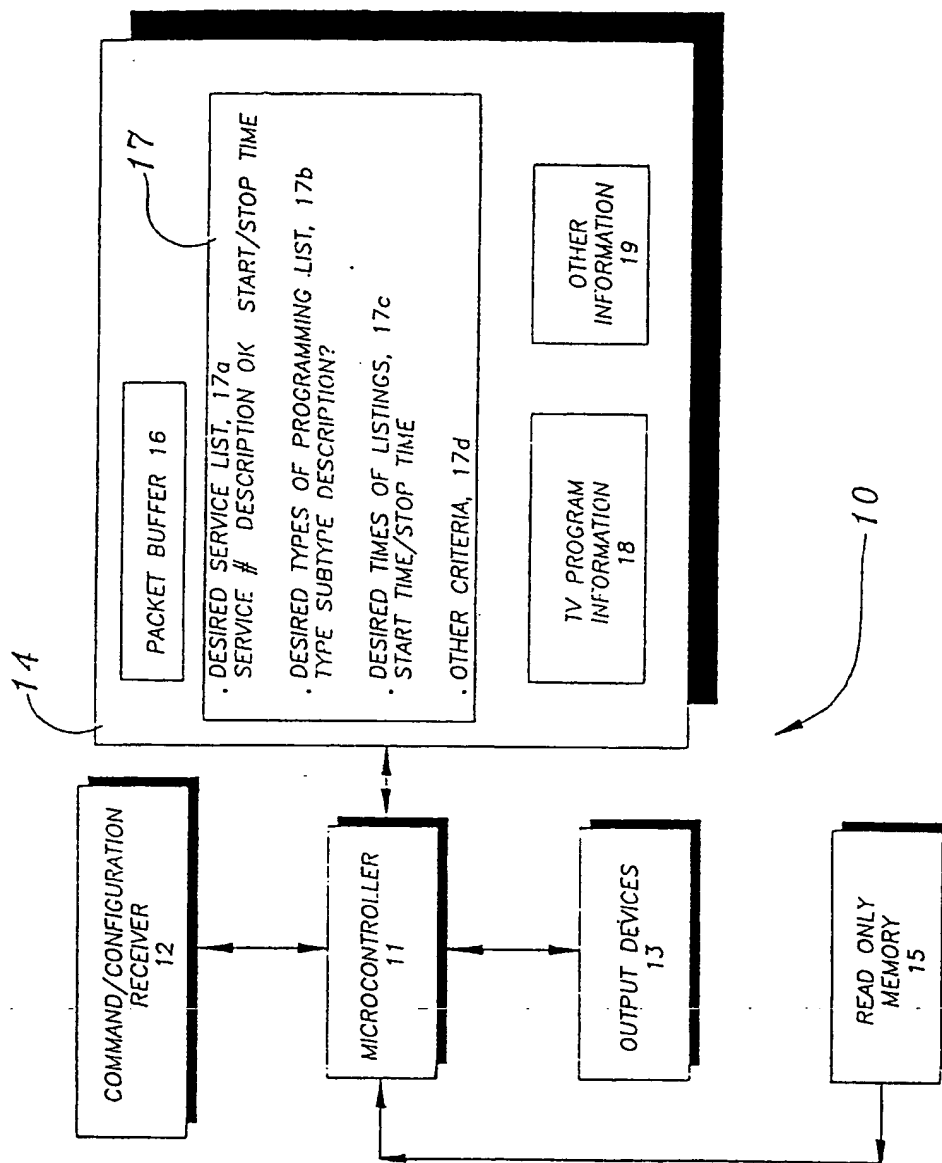 14
PACKET BUFFER 16
17
. DESIRED SERVICE LIST, 17a
SERVICE # DESCRIPTION OK START/STOP TIME
. DESIRED TYPES OF PROGRAMMING LIST, 17b
TYPE SUBTYPE DESCRIPTION?
. DESIRED TIMES OF LISTINGS, 17c
START TIME/STOP TIME
. OTHER CRITERIA, 17d
TV PROGRAM
INFORMATION
18
OTHER
INFORMATION
19
COMMAND/CONFIGURATION
RECEIVER
12
MICROCONTROLLER
11
OUTPUT DEVICES
13
READ ONLY
MEMORY
15
10